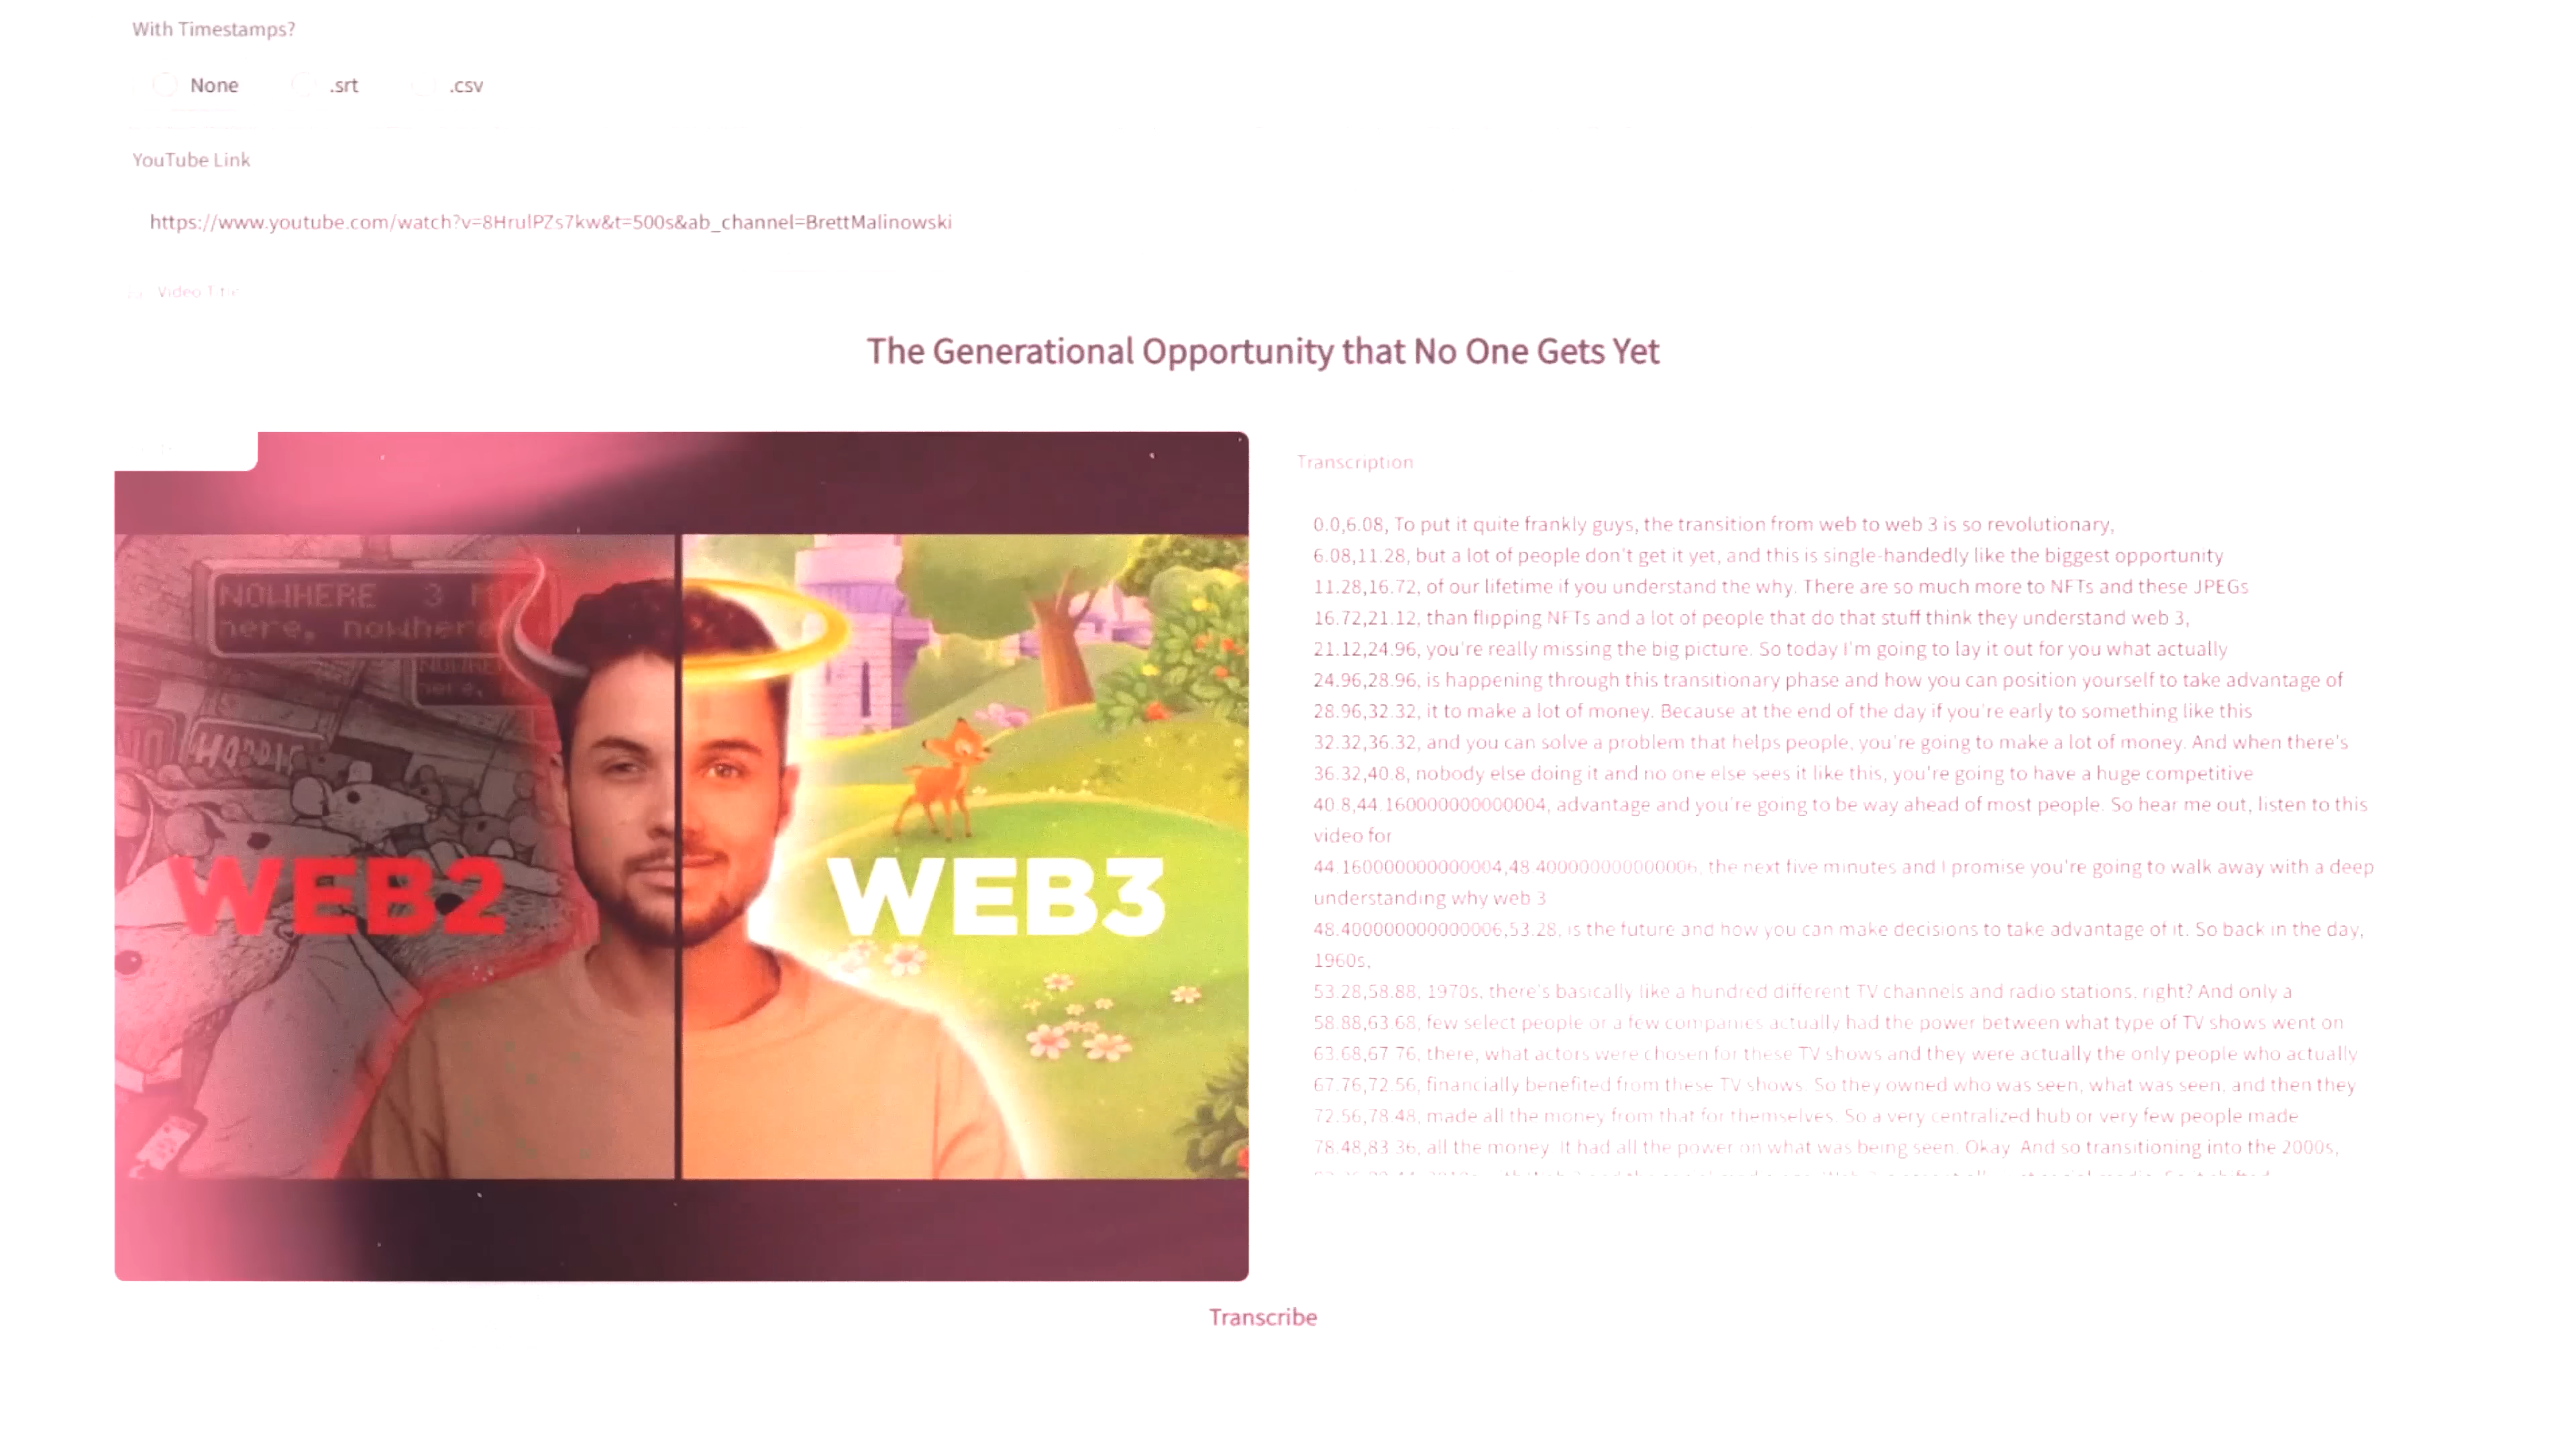 With Timestamps?
None .srt .csv
YouTube Link
https://www.youtube.com/watch?v=8HrulPZs7kw&t=500s&ab_channel=BrettMalinowski
Video Title
The Generational Opportunity that No One Gets Yet
NOWHERE 3
here, nowhere
WEB2
WEB3
Transcription
0.0,6.08, To put it quite frankly guys, the transition from web to web 3 is so revolutionary,
6.08,11.28, but a lot of people don't get it yet, and this is single-handedly like the biggest opportunity
11.28,16.72, of our lifetime if you understand the why. There are so much more to NFTs and these JPEGs
16.72,21.12, than flipping NFTs and a lot of people that do that stuff think they understand web 3,
21.12,24.96, you're really missing the big picture. So today I'm going to lay it out for you what actually
24.96,28.96, is happening through this transitionary phase and how you can position yourself to take advantage of
28.96,32.32, it to make a lot of money. Because at the end of the day if you're early to something like this
32.32,36.32, and you can solve a problem that helps people, you're going to make a lot of money. And when there's
36.32,40.8, nobody else doing it and no one else sees it like this, you're going to have a huge competitive
40.8,44.160000000000004, advantage and you're going to be way ahead of most people. So hear me out, listen to this
video for
44.160000000000004,48.400000000000006, the next five minutes and I promise you're going to walk away with a deep
understanding why web 3
48.400000000000006,53.28, is the future and how you can make decisions to take advantage of it. So back in the day,
1960s,
53.28,58.88, 1970s, there's basically like a hundred different TV channels and radio stations, right? And only a
58.88,63.68, few select people or a few companies actually had the power between what type of TV shows went on
63.68,67.76, there, what actors were chosen for these TV shows and they were actually the only people who actually
67.76,72.56, financially benefited from these TV shows. So they owned who was seen, what was seen, and then they
72.56,78.48, made all the money from that for themselves. So a very centralized hub or very few people made
78.48,83.36, all the money. It had all the power on what was being seen. Okay. And so transitioning into the 2000s,
Transcribe